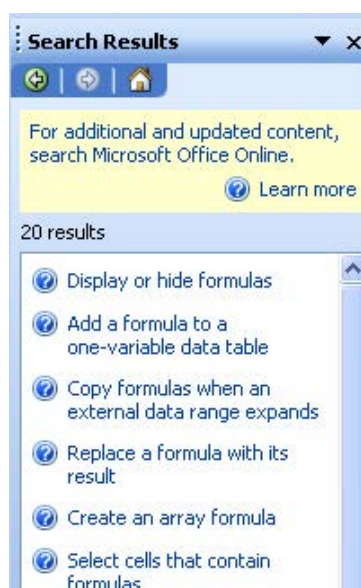 Search Results
For additional and updated content,
search Microsoft Office Online.
Learn more
20 results
Display or hide formulas
Add a formula to a
one-variable data table
Copy formulas when an
external data range expands
Replace a formula with its
result
Create an array formula
Select cells that contain
formulas